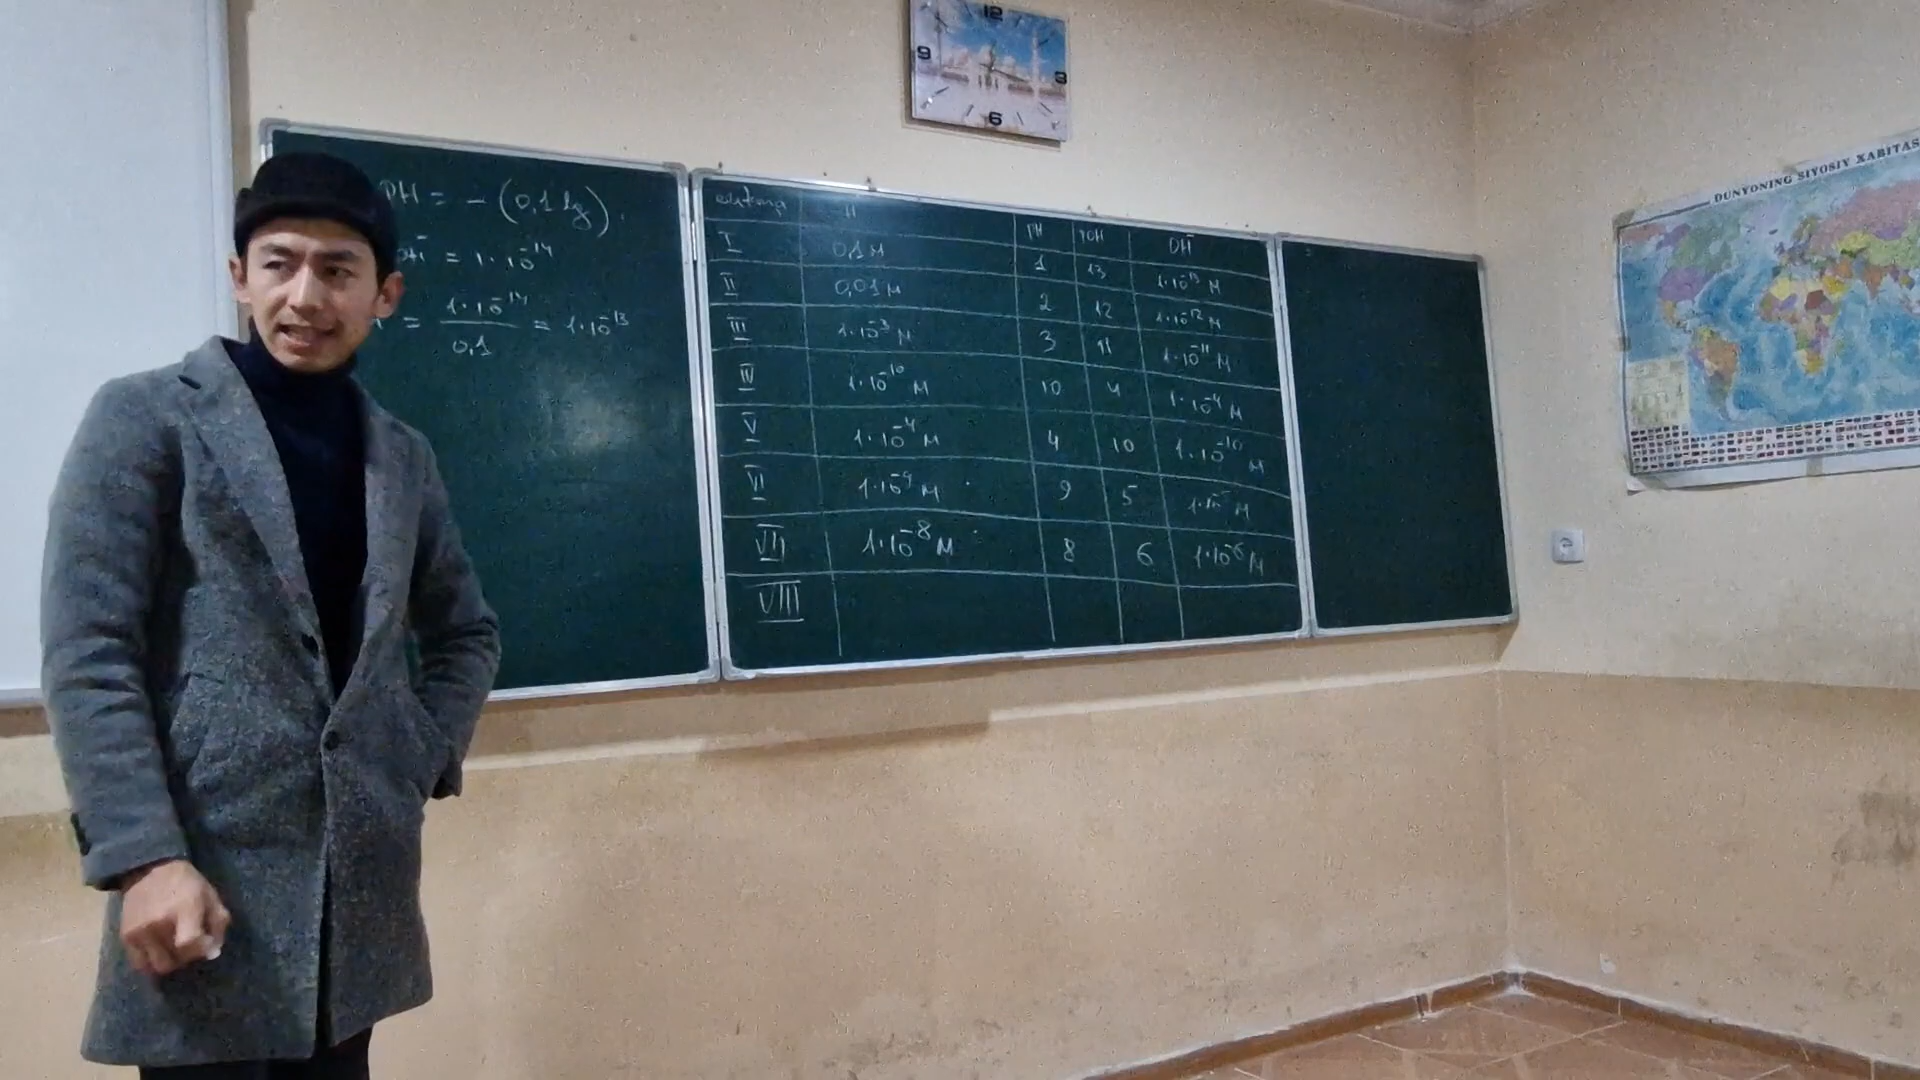 12
9
3
6
DUNYONING SIYOSIY XARITAS
PH = - (0,1 lg).
= 1·10⁻¹⁴
= 1·10⁻¹⁴ / 0,1 = 1·10⁻¹³
H PH POH OH⁻
I 0,1 M 1 13 1·10⁻¹³ M
II 0,01 M 2 12 1·10⁻¹² M
III 1·10⁻³ M 3 11 1·10⁻¹¹ M
IV 1·10⁻¹⁰ M 10 4 1·10⁻⁴ M
V 1·10⁻⁴ M 4 10 1·10⁻¹⁰ M
VI 1·10⁻⁹ M 9 5 1·10⁻⁵ M
VII 1·10⁻⁸ M 8 6 1·10⁻⁶ M
VIII